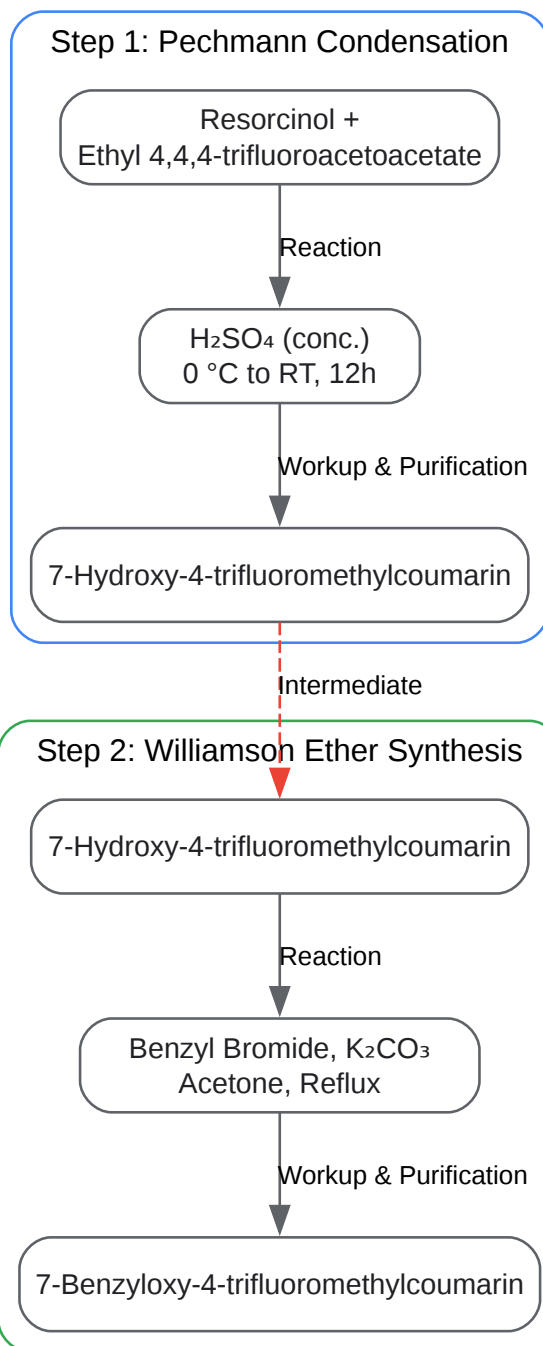 Step 1: Pechmann Condensation
Resorcinol +
Ethyl 4,4,4-trifluoroacetoacetate
Reaction
H₂SO₄ (conc.)
0 °C to RT, 12h
Workup & Purification
7-Hydroxy-4-trifluoromethylcoumarin
Intermediate
Step 2: Williamson Ether Synthesis
7-Hydroxy-4-trifluoromethylcoumarin
Reaction
Benzyl Bromide, K₂CO₃
Acetone, Reflux
Workup & Purification
7-Benzyloxy-4-trifluoromethylcoumarin